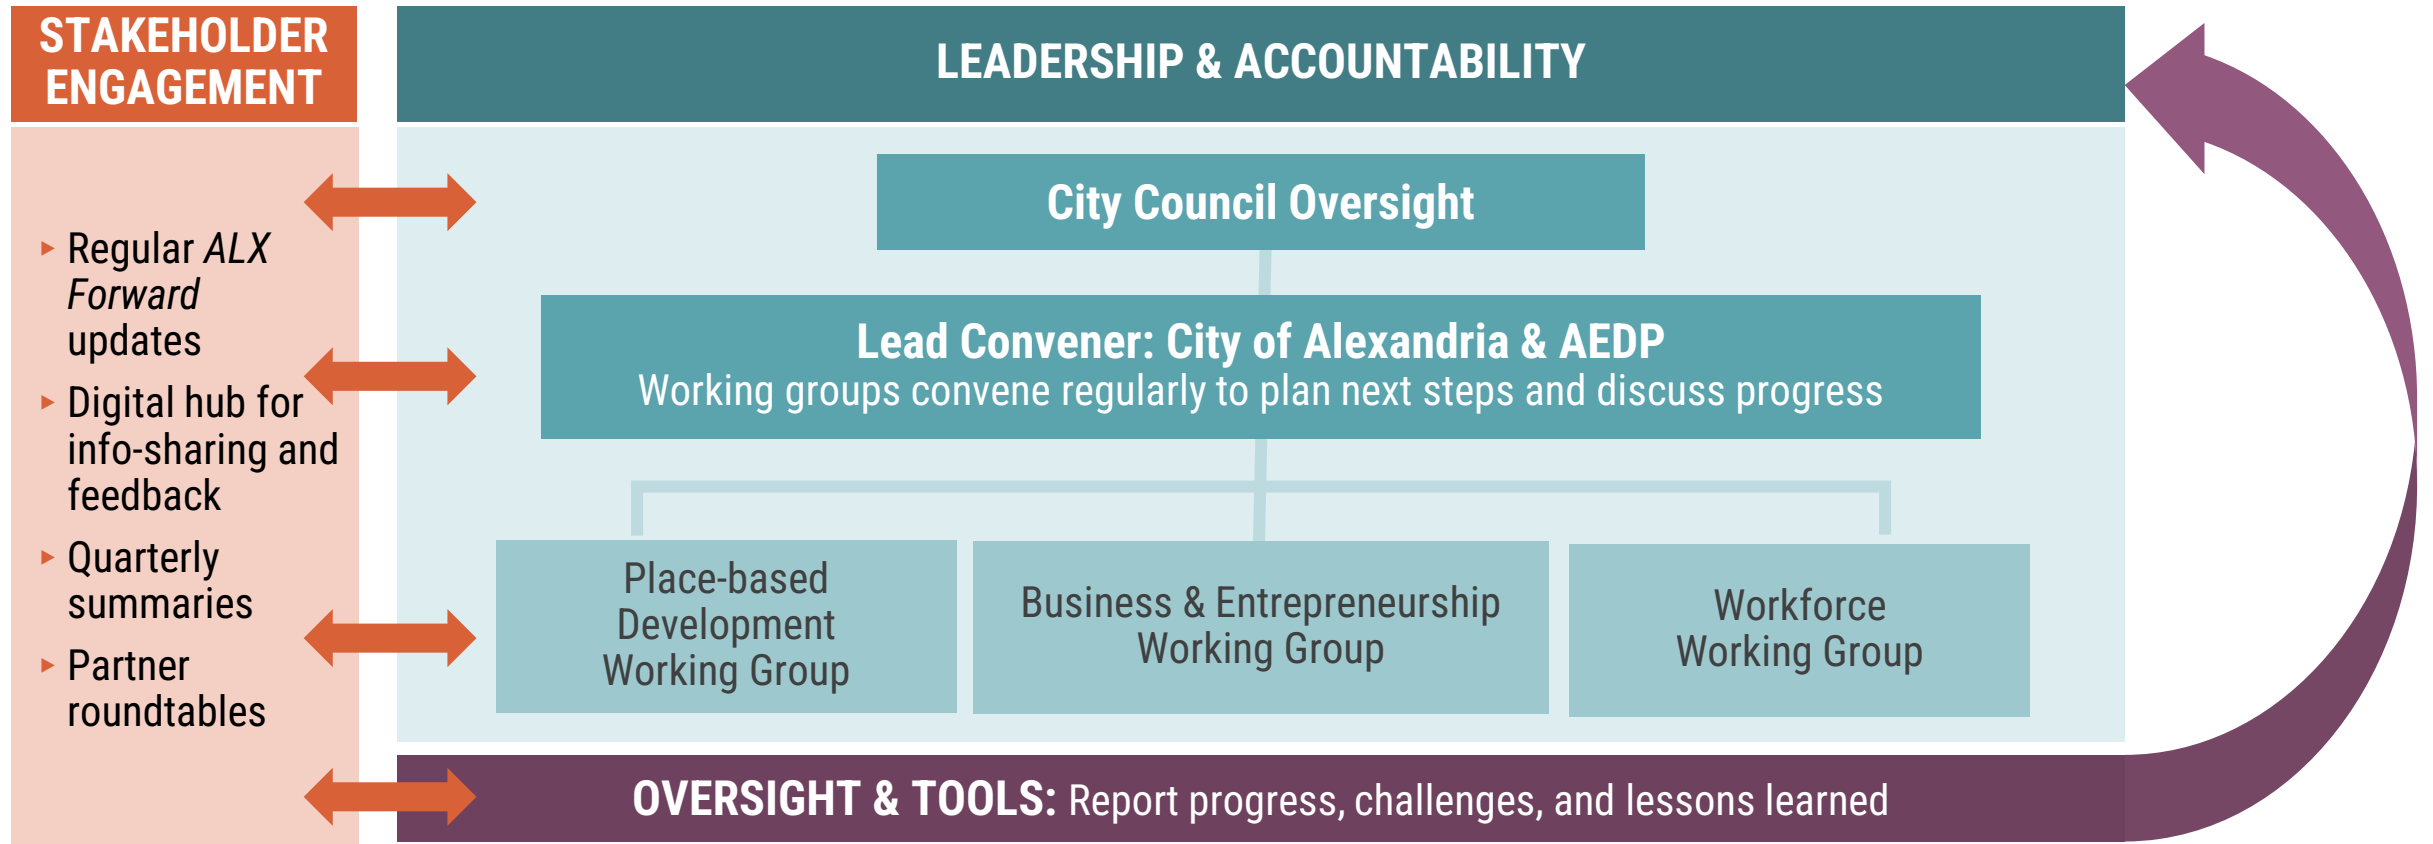 STAKEHOLDER
ENGAGEMENT
▸ Regular ALX
Forward
updates
▸ Digital hub for
info-sharing and
feedback
▸ Quarterly
summaries
▸ Partner
roundtables
LEADERSHIP & ACCOUNTABILITY
City Council Oversight
Lead Convener: City of Alexandria & AEDP
Working groups convene regularly to plan next steps and discuss progress
Place-based
Development
Working Group
Business & Entrepreneurship
Working Group
Workforce
Working Group
OVERSIGHT & TOOLS: Report progress, challenges, and lessons learned